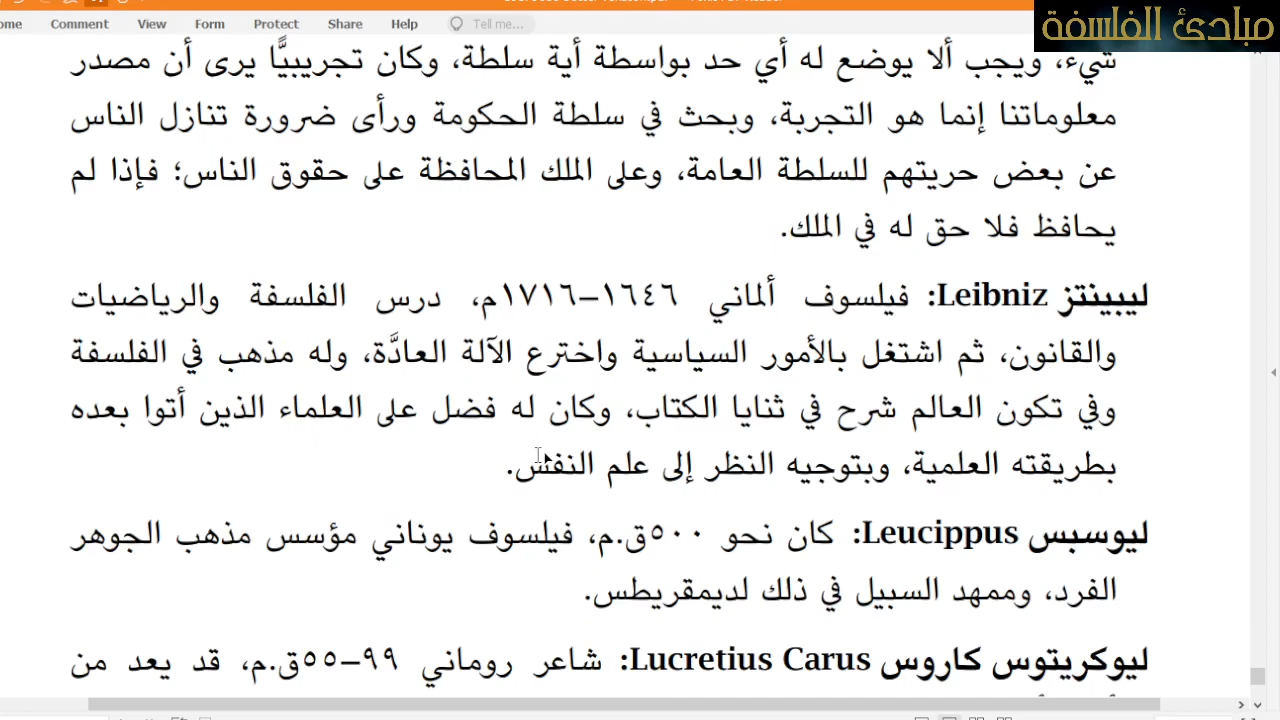 ome Comment View Form Protect Share Help Tell me...
مبادئ الفلسفة
شيء، ويجب ألا يوضع له أي حد بواسطة أية سلطة، وكان تجريبيًّا يرى أن مصدر
معلوماتنا إنما هو التجربة، وبحث في سلطة الحكومة ورأى ضرورة تنازل الناس
عن بعض حريتهم للسلطة العامة، وعلى الملك المحافظة على حقوق الناس؛ فإذا لم
يحافظ فلا حق له في الملك.
ليبينتز Leibniz: فيلسوف ألماني ١٦٤٦–١٧١٦م، درس الفلسفة والرياضيات
والقانون، ثم اشتغل بالأمور السياسية واخترع الآلة العادَّة، وله مذهب في الفلسفة
وفي تكون العالم شرح في ثنايا الكتاب، وكان له فضل على العلماء الذين أتوا بعده
بطريقته العلمية، وبتوجيه النظر إلى علم النفس.
ليوسبس Leucippus: كان نحو ٥٠٠ق.م، فيلسوف يوناني مؤسس مذهب الجوهر
الفرد، وممهد السبيل في ذلك لديمقريطس.
ليوكريتوس كاروس Lucretius Carus: شاعر روماني ٩٩–٥٥ق.م، قد يعد من